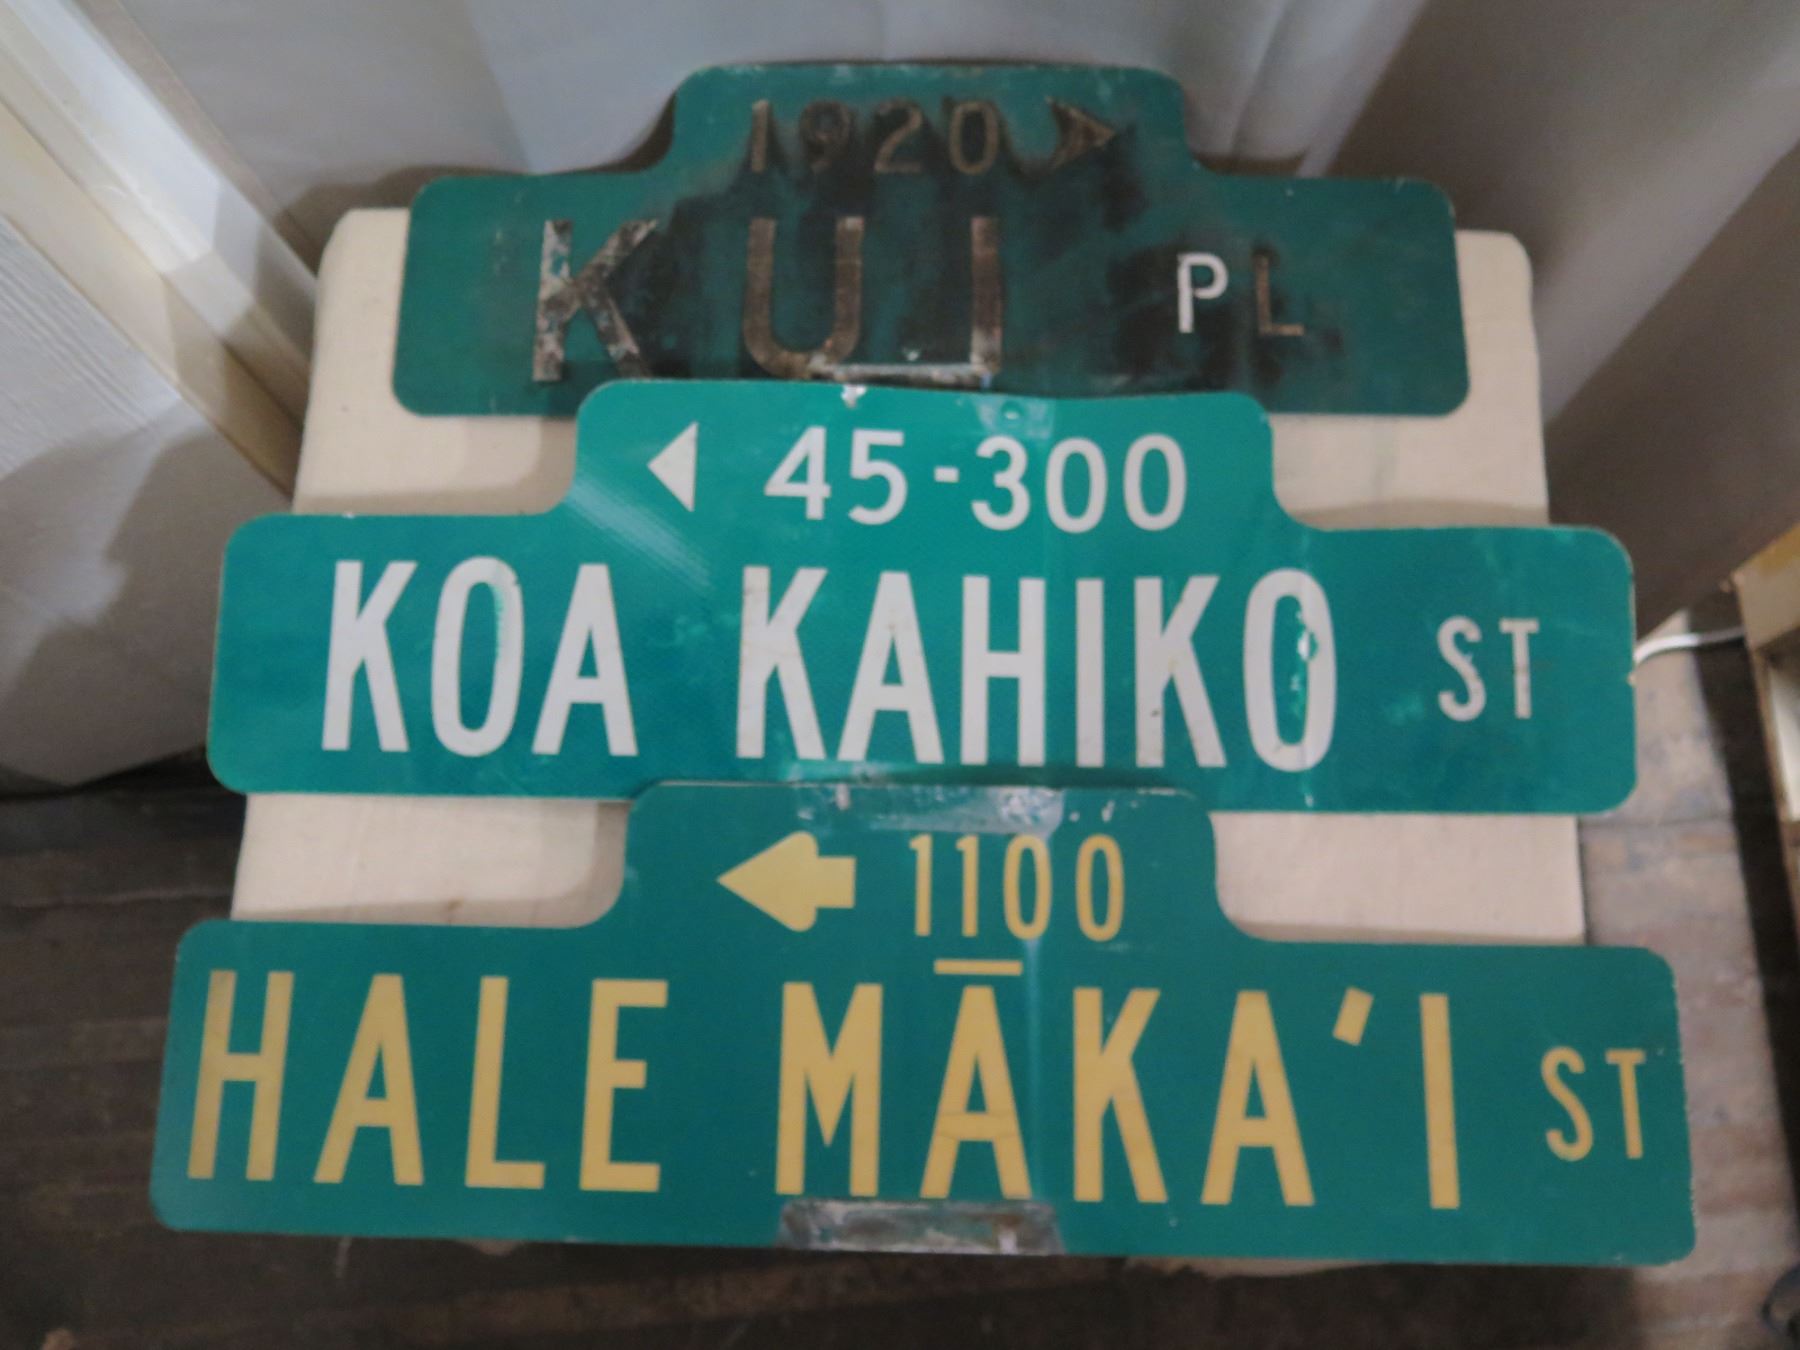 1920
KUI PL
45-300
KOA KAHIKO ST
1100
HALE MĀKA‘I ST